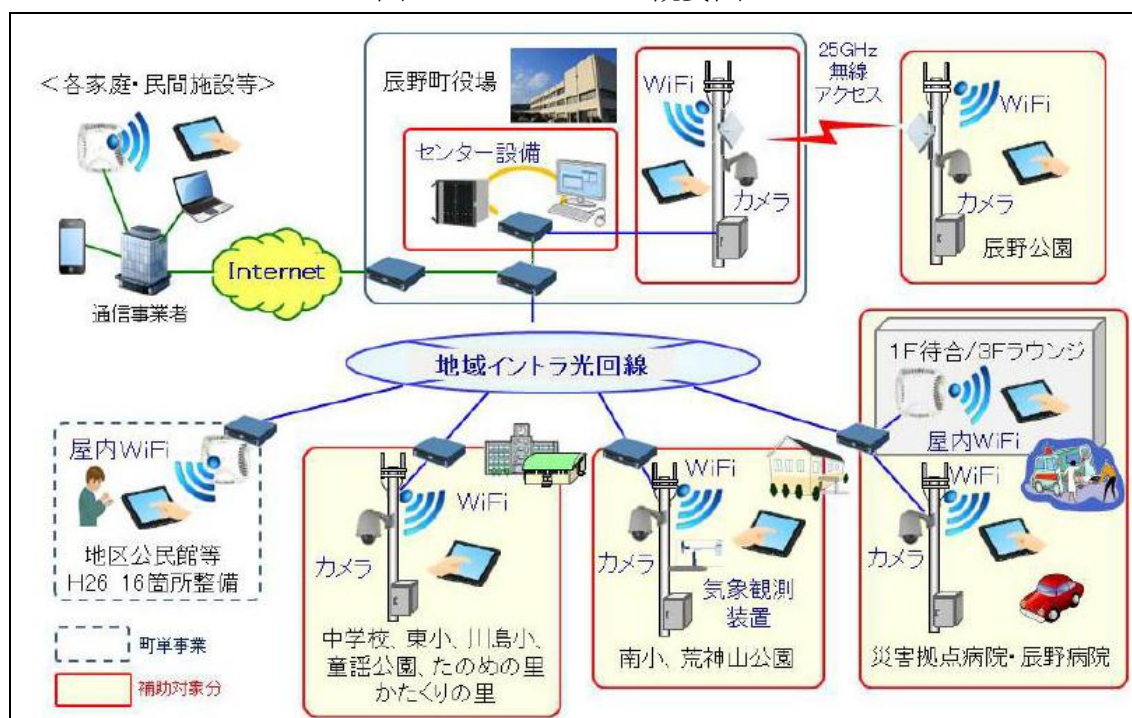 ＜各家庭・民間施設等＞
通信事業者
Internet
辰野町役場
センター設備
WiFi
カメラ
25GHz
無線
アクセス
WiFi
カメラ
辰野公園
地域イントラ光回線
屋内WiFi
地区公民館等
H26 16箇所整備
WiFi
カメラ
中学校、東小、川島小、
童謡公園、たのめの里
かたくりの里
WiFi
カメラ
気象観測
装置
南小、荒神山公園
1F待合/3Fラウンジ
屋内WiFi
WiFi
カメラ
災害拠点病院・辰野病院
町単事業
補助対象分